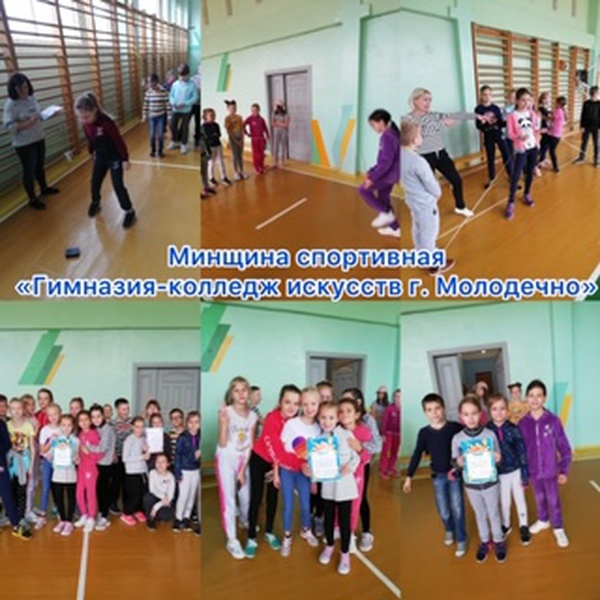 Минщина спортивная
«Гимназия-колледж искусств г. Молодечно»